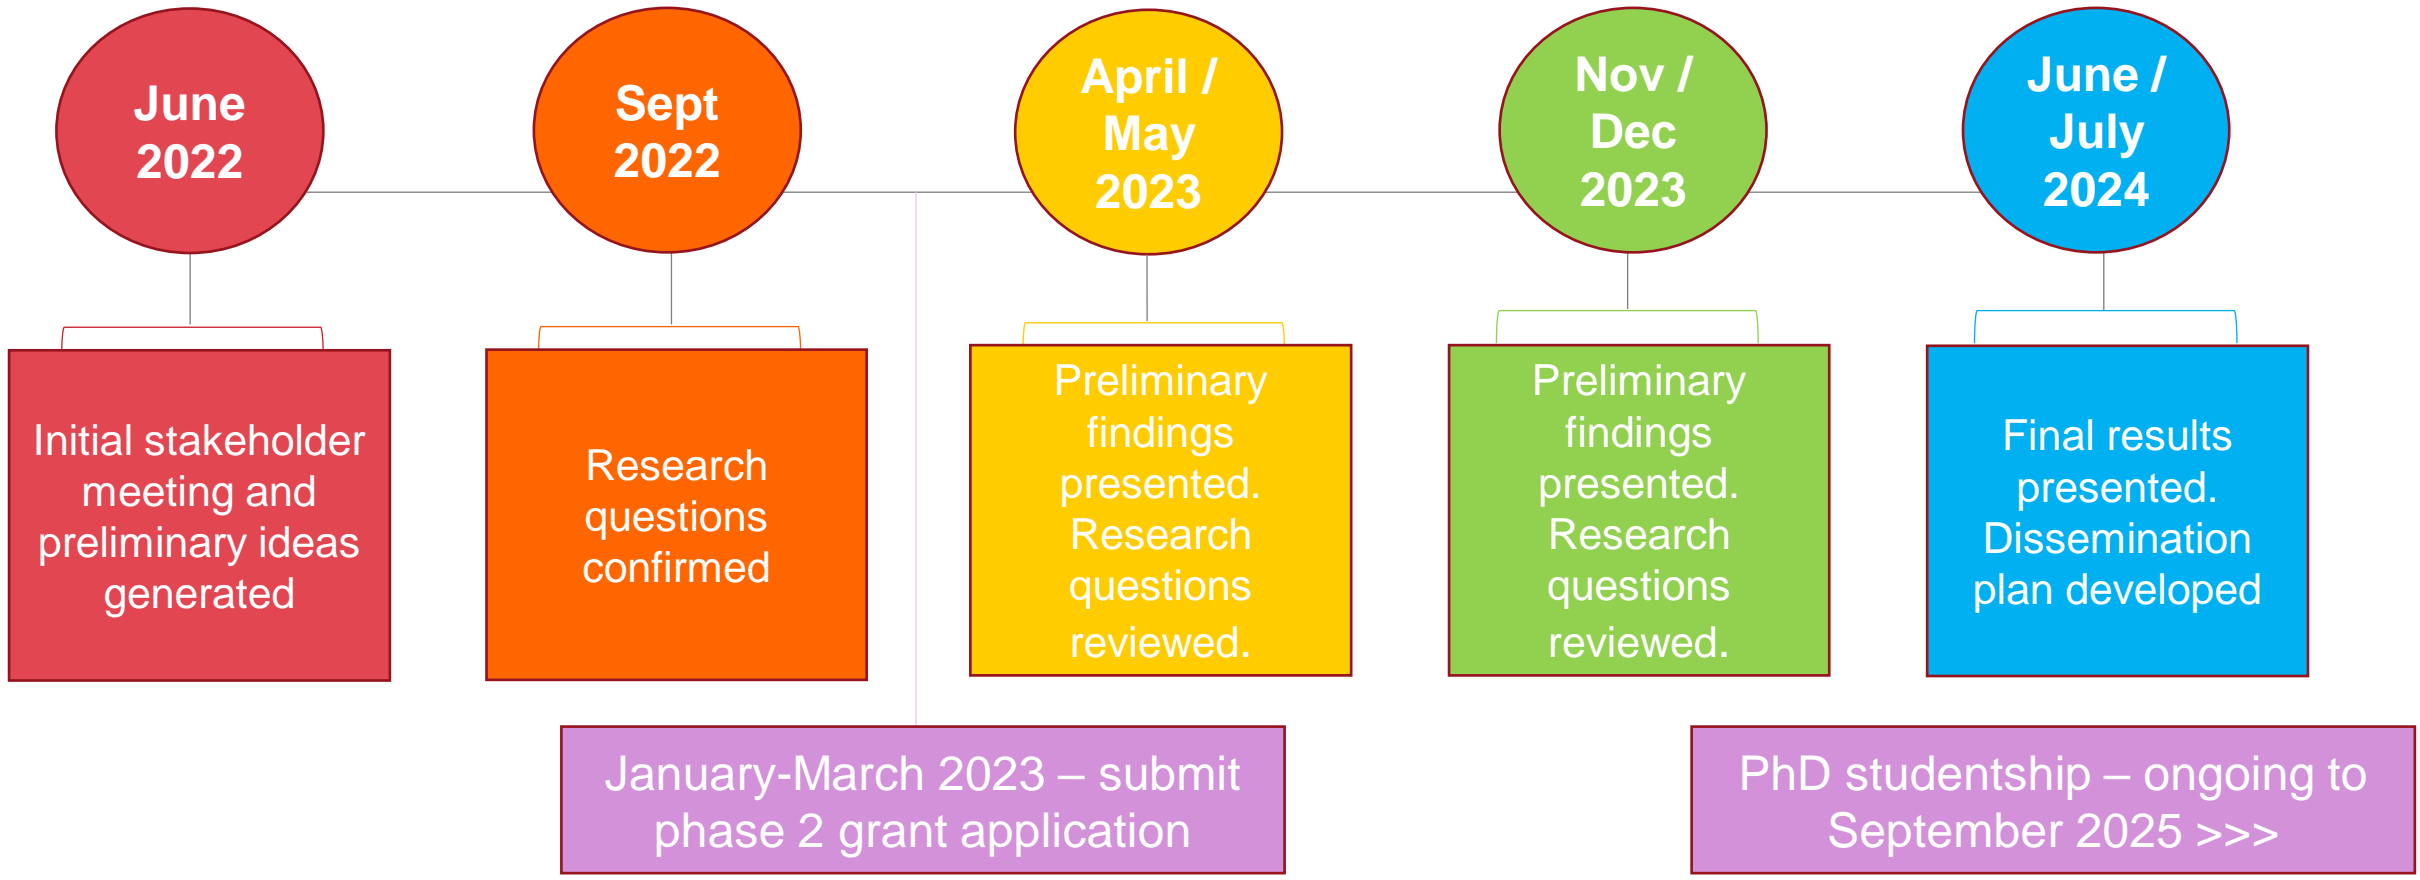 June
2022
Sept
2022
April /
May
2023
Nov /
Dec
2023
June /
July
2024
Initial stakeholder
meeting and
preliminary ideas
generated
Research
questions
confirmed
Preliminary
findings
presented.
Research
questions
reviewed.
Preliminary
findings
presented.
Research
questions
reviewed.
Final results
presented.
Dissemination
plan developed
January-March 2023 – submit
phase 2 grant application
PhD studentship – ongoing to
September 2025 >>>